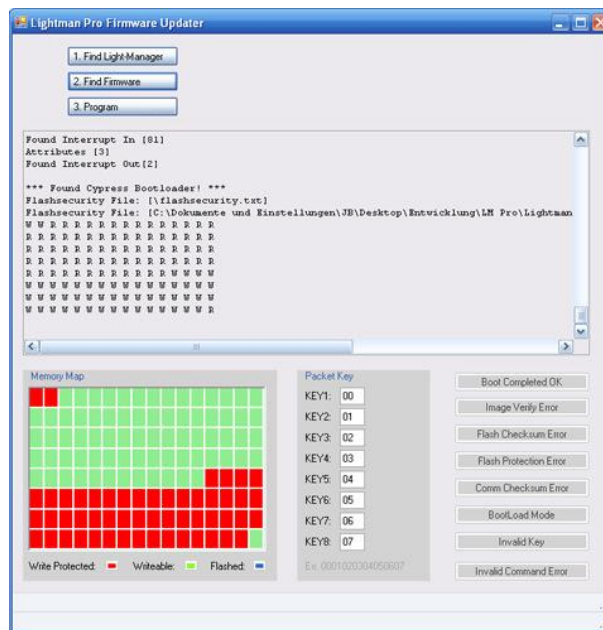 Lightman Pro Firmware Updater
1. Find Light-Manager
2. Find Firmware
3. Program
Found Interrupt In [81]
Attributes [3]
Found Interrupt Out[2]
*** Found Cypress Bootloader! ***
Flashsecurity File: [\flashsecurity.txt]
Flashsecurity File: [C:\Dokumente und Einstellungen\JB\Desktop\Entwicklung\LM Pro\Lightman
W W R R R R R R R R R R R R R R
R R R R R R R R R R R R R R R R
R R R R R R R R R R R R R R R R
R R R R R R R R R R R R R R R R
R R R R R R R R R R R R W W W W
W W W W W W W W W W W W W W W W
W W W W W W W W W W W W W W W W
W W W W W W W W W W W W W W W R
Memory Map
Write Protected:
Writeable:
Flashed:
Packet Key
KEY1: 00
KEY2: 01
KEY3: 02
KEY4: 03
KEY5: 04
KEY6: 05
KEY7: 06
KEY8: 07
Ex. 0001020304050607
Boot Completed OK
Image Verify Error
Flash Checksum Error
Flash Protection Error
Comm Checksum Error
BootLoad Mode
Invalid Key
Invalid Command Error